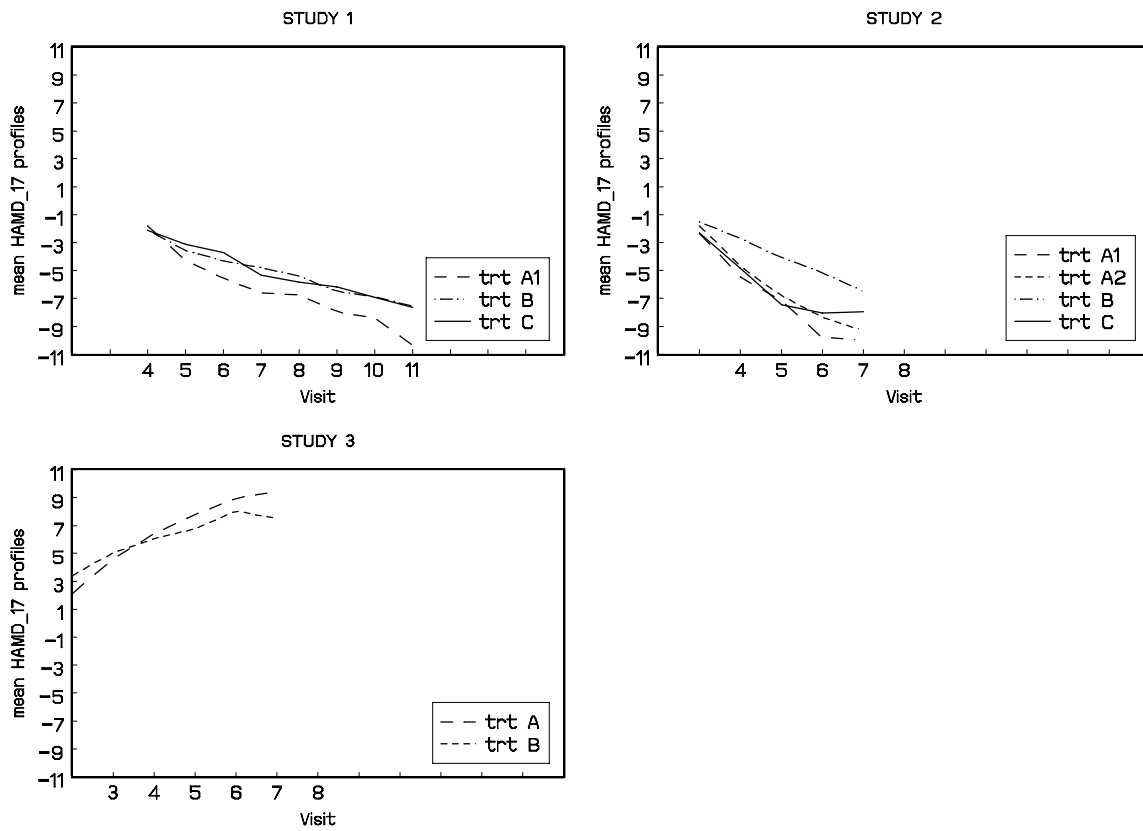 STUDY 1
mean HAMD_17 profiles
11
9
7
5
3
1
−1
−3
−5
−7
−9
−11
4 5 6 7 8 9 10 11
Visit
trt A1
trt B
trt C
STUDY 2
mean HAMD_17 profiles
11
9
7
5
3
1
−1
−3
−5
−7
−9
−11
4 5 6 7 8
Visit
trt A1
trt A2
trt B
trt C
STUDY 3
mean HAMD_17 profiles
11
9
7
5
3
1
−1
−3
−5
−7
−9
−11
3 4 5 6 7 8
Visit
trt A
trt B